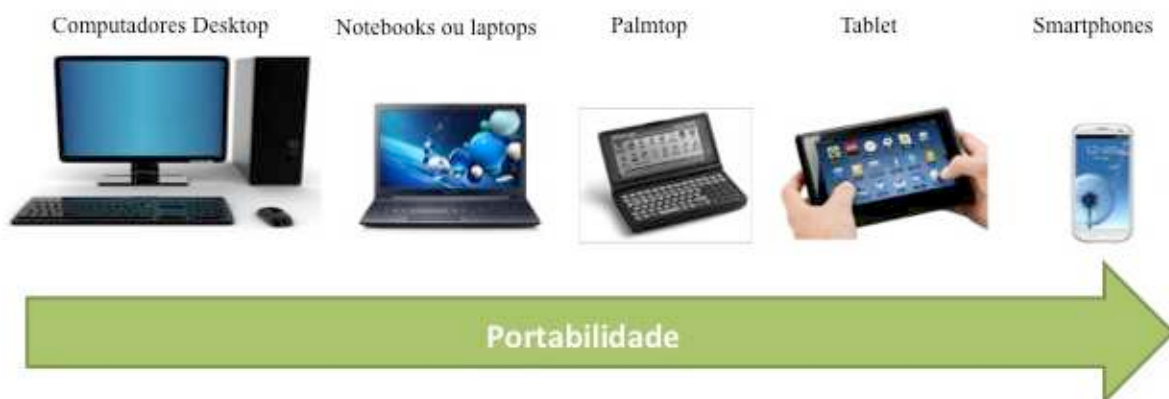 Computadores Desktop
Notebooks ou laptops
Palmtop
Tablet
Smartphones
Portabilidade